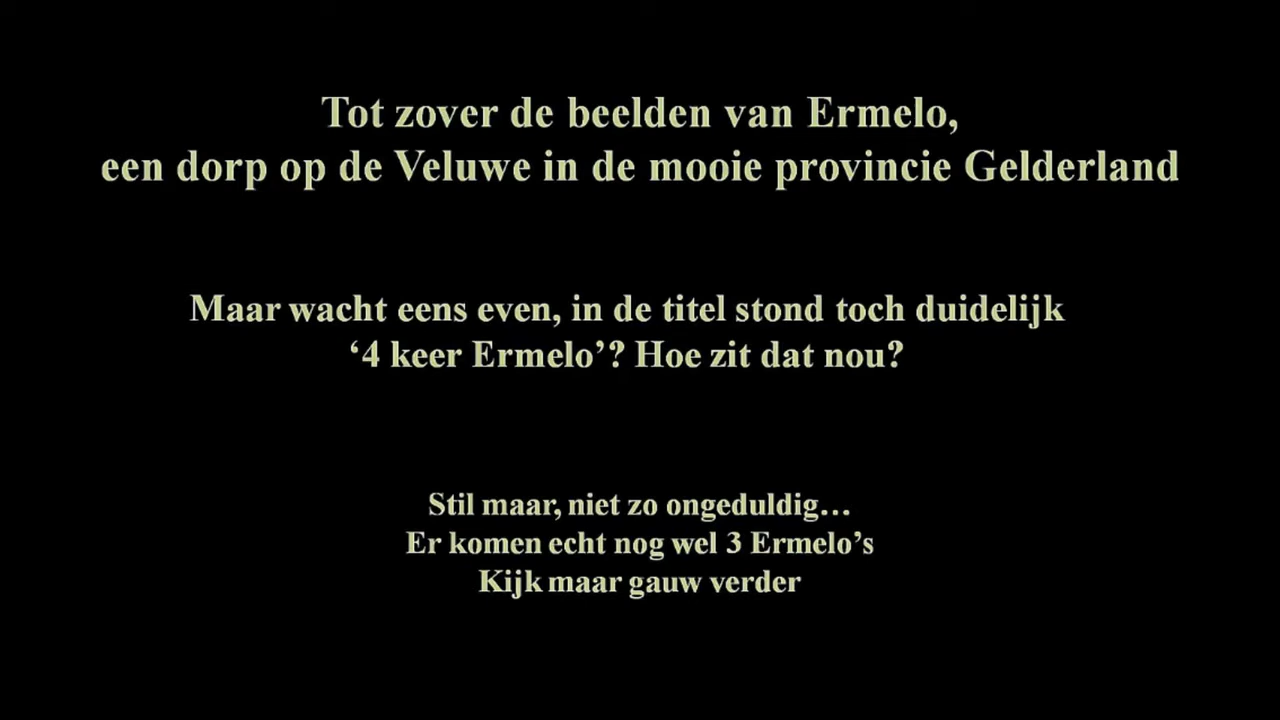 Tot zover de beelden van Ermelo,
een dorp op de Veluwe in de mooie provincie Gelderland
Maar wacht eens even, in de titel stond toch duidelijk
‘4 keer Ermelo’? Hoe zit dat nou?
Stil maar, niet zo ongeduldig…
Er komen echt nog wel 3 Ermelo’s
Kijk maar gauw verder